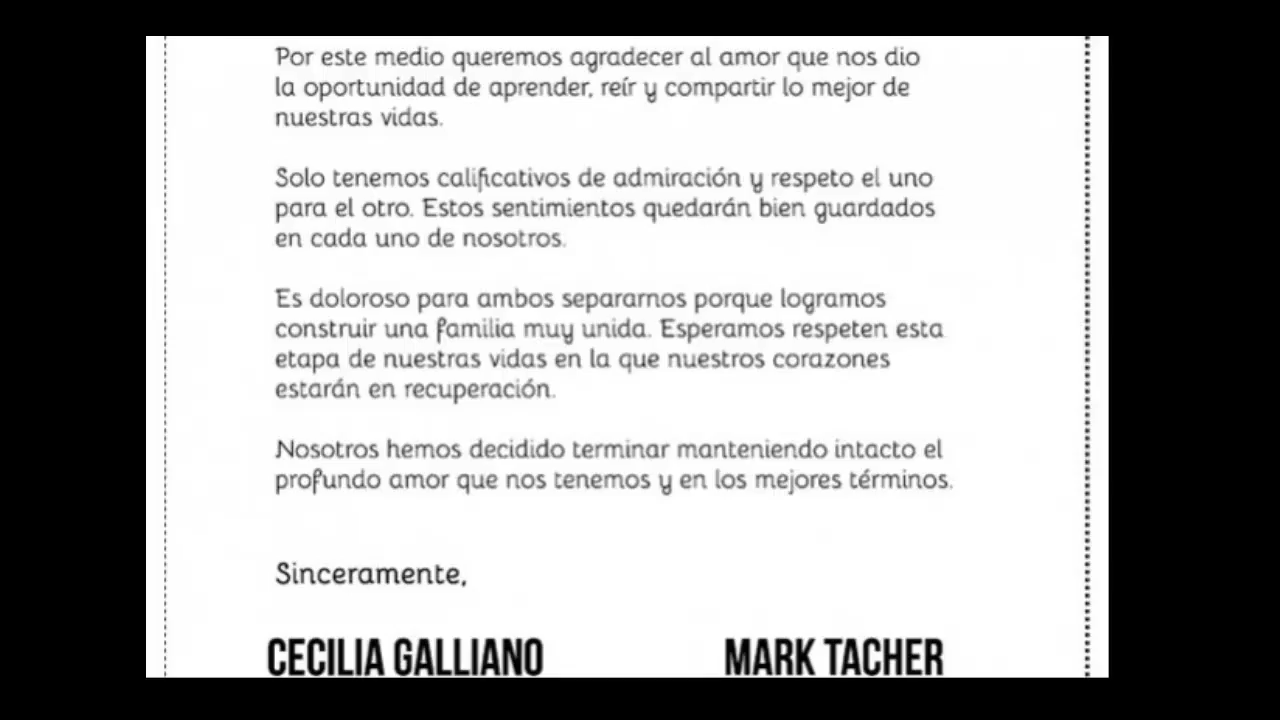 Por este medio queremos agradecer al amor que nos dio
la oportunidad de aprender, reír y compartir lo mejor de
nuestras vidas.
Solo tenemos calificativos de admiración y respeto el uno
para el otro. Estos sentimientos quedarán bien guardados
en cada uno de nosotros.
Es doloroso para ambos separarnos porque logramos
construir una familia muy unida. Esperamos respeten esta
etapa de nuestras vidas en la que nuestros corazones
estarán en recuperación.
Nosotros hemos decidido terminar manteniendo intacto el
profundo amor que nos tenemos y en los mejores términos.
Sinceramente,
CECILIA GALLIANO MARK TACHER